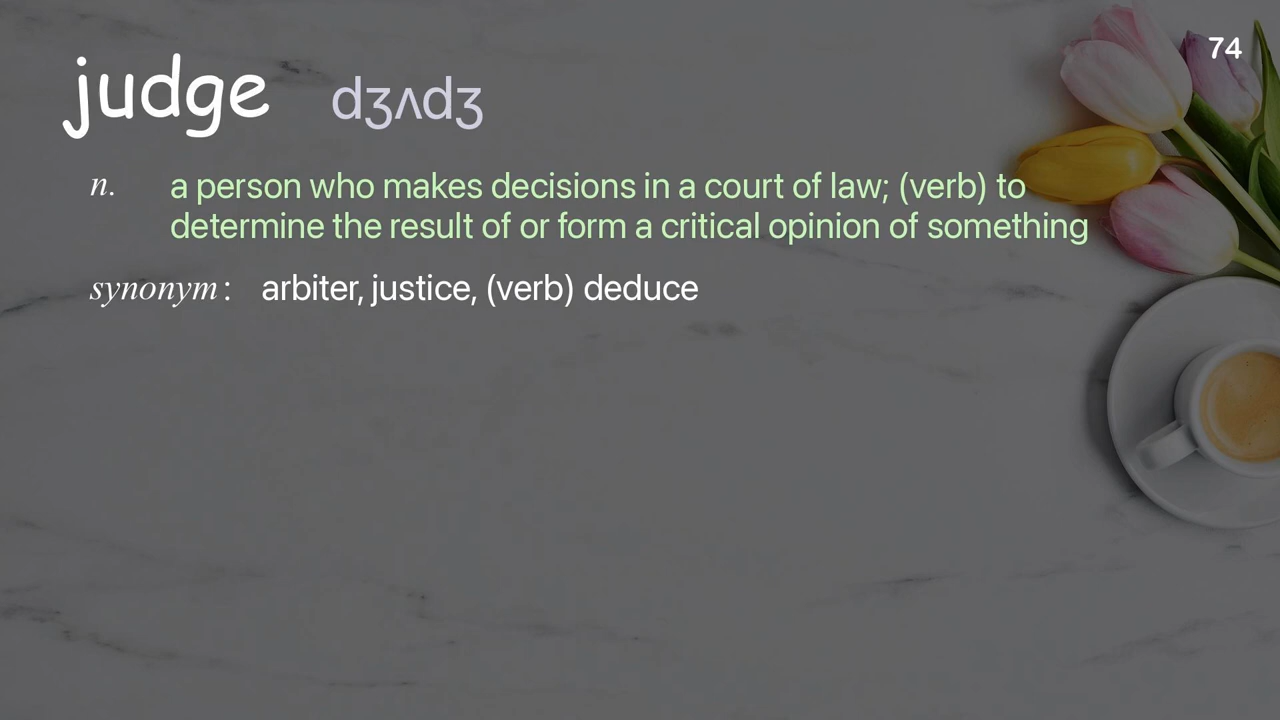 74
judge dʒʌdʒ
n. a person who makes decisions in a court of law; (verb) to
determine the result of or form a critical opinion of something
synonym: arbiter, justice, (verb) deduce